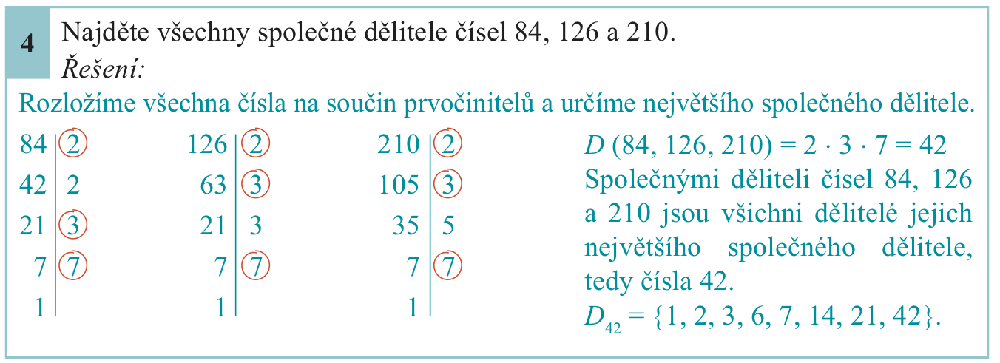 4
Najděte všechny společné dělitele čísel 84, 126 a 210.
Řešení:
Rozložíme všechna čísla na součin prvočinitelů a určíme největšího společného dělitele.
84 | 2
42 | 2
21 | 3
7 | 7
1 |
126 | 2
63 | 3
21 | 3
7 | 7
1 |
210 | 2
105 | 3
35 | 5
7 | 7
1 |
D (84, 126, 210) = 2 · 3 · 7 = 42
Společnými děliteli čísel 84, 126
a 210 jsou všichni dělitelé jejich
největšího společného dělitele,
tedy čísla 42.
D₄₂ = {1, 2, 3, 6, 7, 14, 21, 42}.